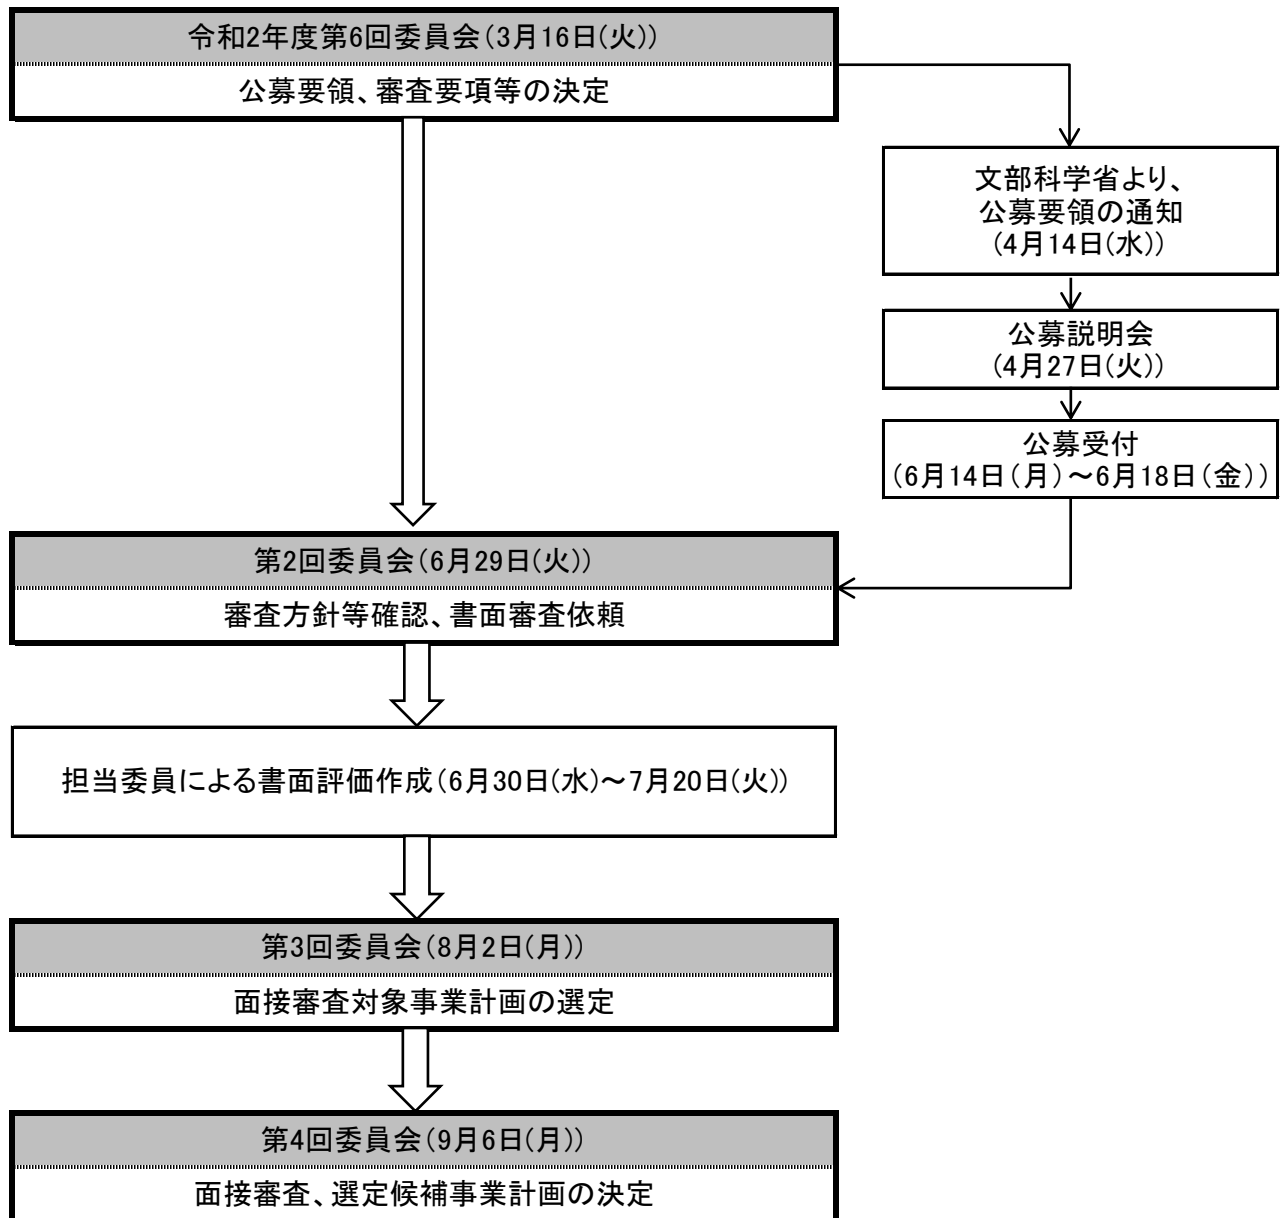 令和2年度第6回委員会(3月16日(火))
公募要領、審査要項等の決定
文部科学省より、
公募要領の通知
(4月14日(水))
公募説明会
(4月27日(火))
公募受付
(6月14日(月)～6月18日(金))
第2回委員会(6月29日(火))
審査方針等確認、書面審査依頼
担当委員による書面評価作成(6月30日(水)～7月20日(火))
第3回委員会(8月2日(月))
面接審査対象事業計画の選定
第4回委員会(9月6日(月))
面接審査、選定候補事業計画の決定